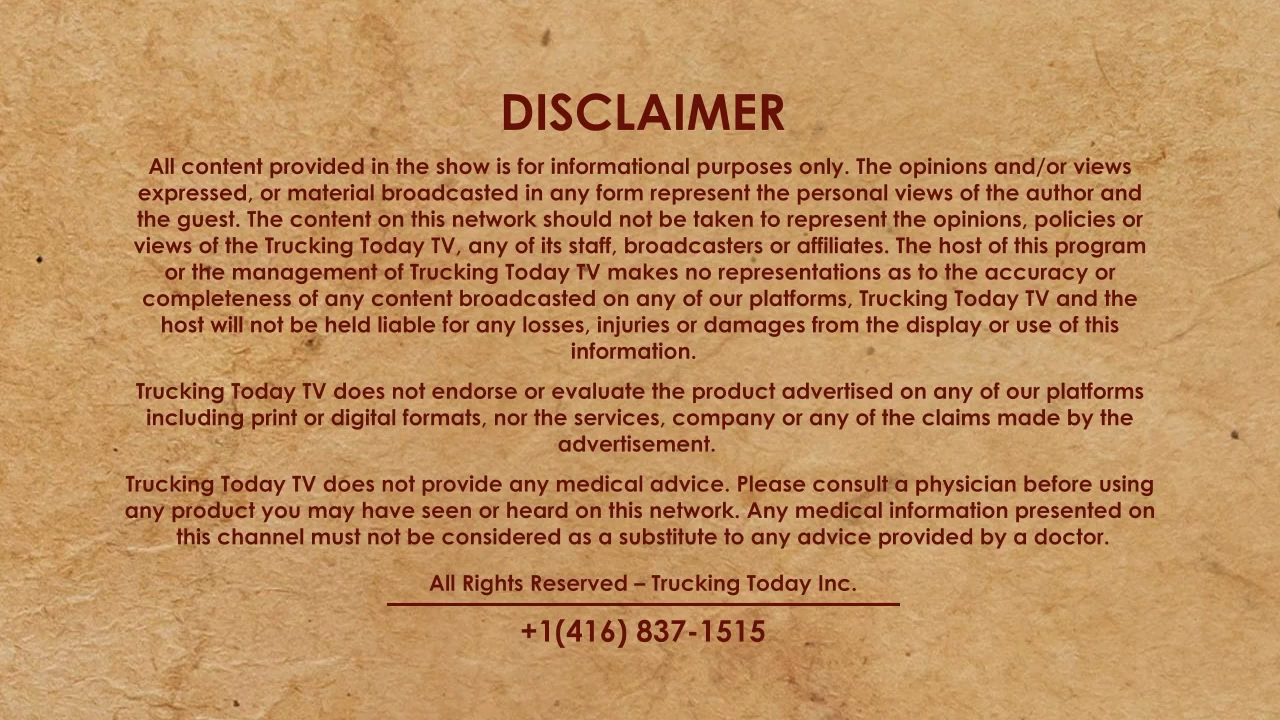 DISCLAIMER
All content provided in the show is for informational purposes only. The opinions and/or views
expressed, or material broadcasted in any form represent the personal views of the author and
the guest. The content on this network should not be taken to represent the opinions, policies or
views of the Trucking Today TV, any of its staff, broadcasters or affiliates. The host of this program
or the management of Trucking Today TV makes no representations as to the accuracy or
completeness of any content broadcasted on any of our platforms, Trucking Today TV and the
host will not be held liable for any losses, injuries or damages from the display or use of this
information.
Trucking Today TV does not endorse or evaluate the product advertised on any of our platforms
including print or digital formats, nor the services, company or any of the claims made by the
advertisement.
Trucking Today TV does not provide any medical advice. Please consult a physician before using
any product you may have seen or heard on this network. Any medical information presented on
this channel must not be considered as a substitute to any advice provided by a doctor.
All Rights Reserved – Trucking Today Inc.
+1(416) 837-1515